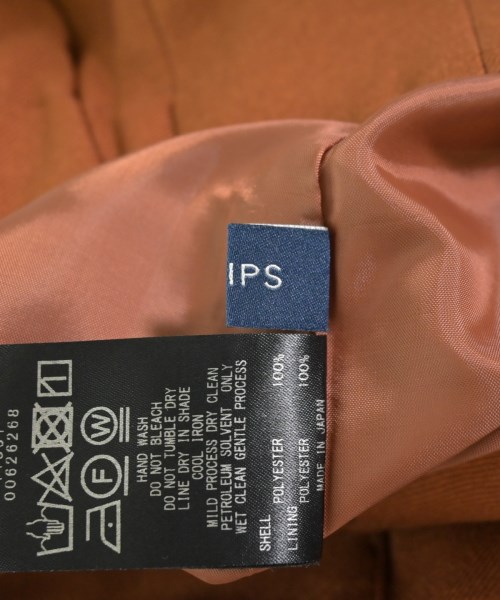 IPS
00626268
HAND WASH
DO NOT BLEACH
DO NOT TUMBLE DRY
LINE DRY IN SHADE
COOL IRON
MILD PROCESS DRY CLEAN
PETROLEUM SOLVENT ONLY
WET CLEAN GENTLE PROCESS
SHELL POLYESTER 100%
LINING POLYESTER 100%
MADE IN JAPAN